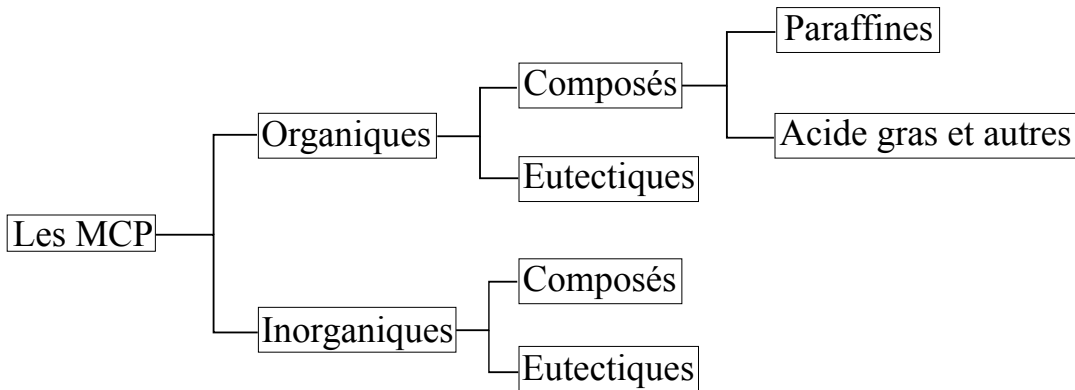 Paraffines
Composés
Organiques
Acide gras et autres
Eutectiques
Les MCP
Composés
Inorganiques
Eutectiques